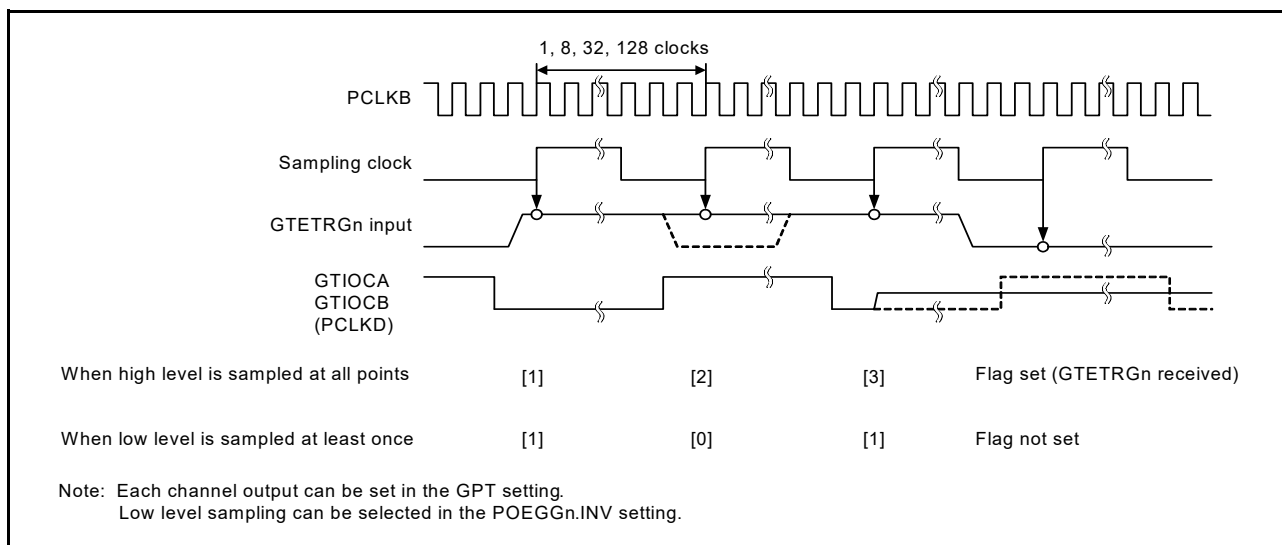 1, 8, 32, 128 clocks
PCLKB
Sampling clock
GTETRGn input
GTIOCA
GTIOCB
(PCLKD)
When high level is sampled at all points [1] [2] [3] Flag set (GTETRGn received)
When low level is sampled at least once [1] [0] [1] Flag not set
Note: Each channel output can be set in the GPT setting.
Low level sampling can be selected in the POEGGn.INV setting.